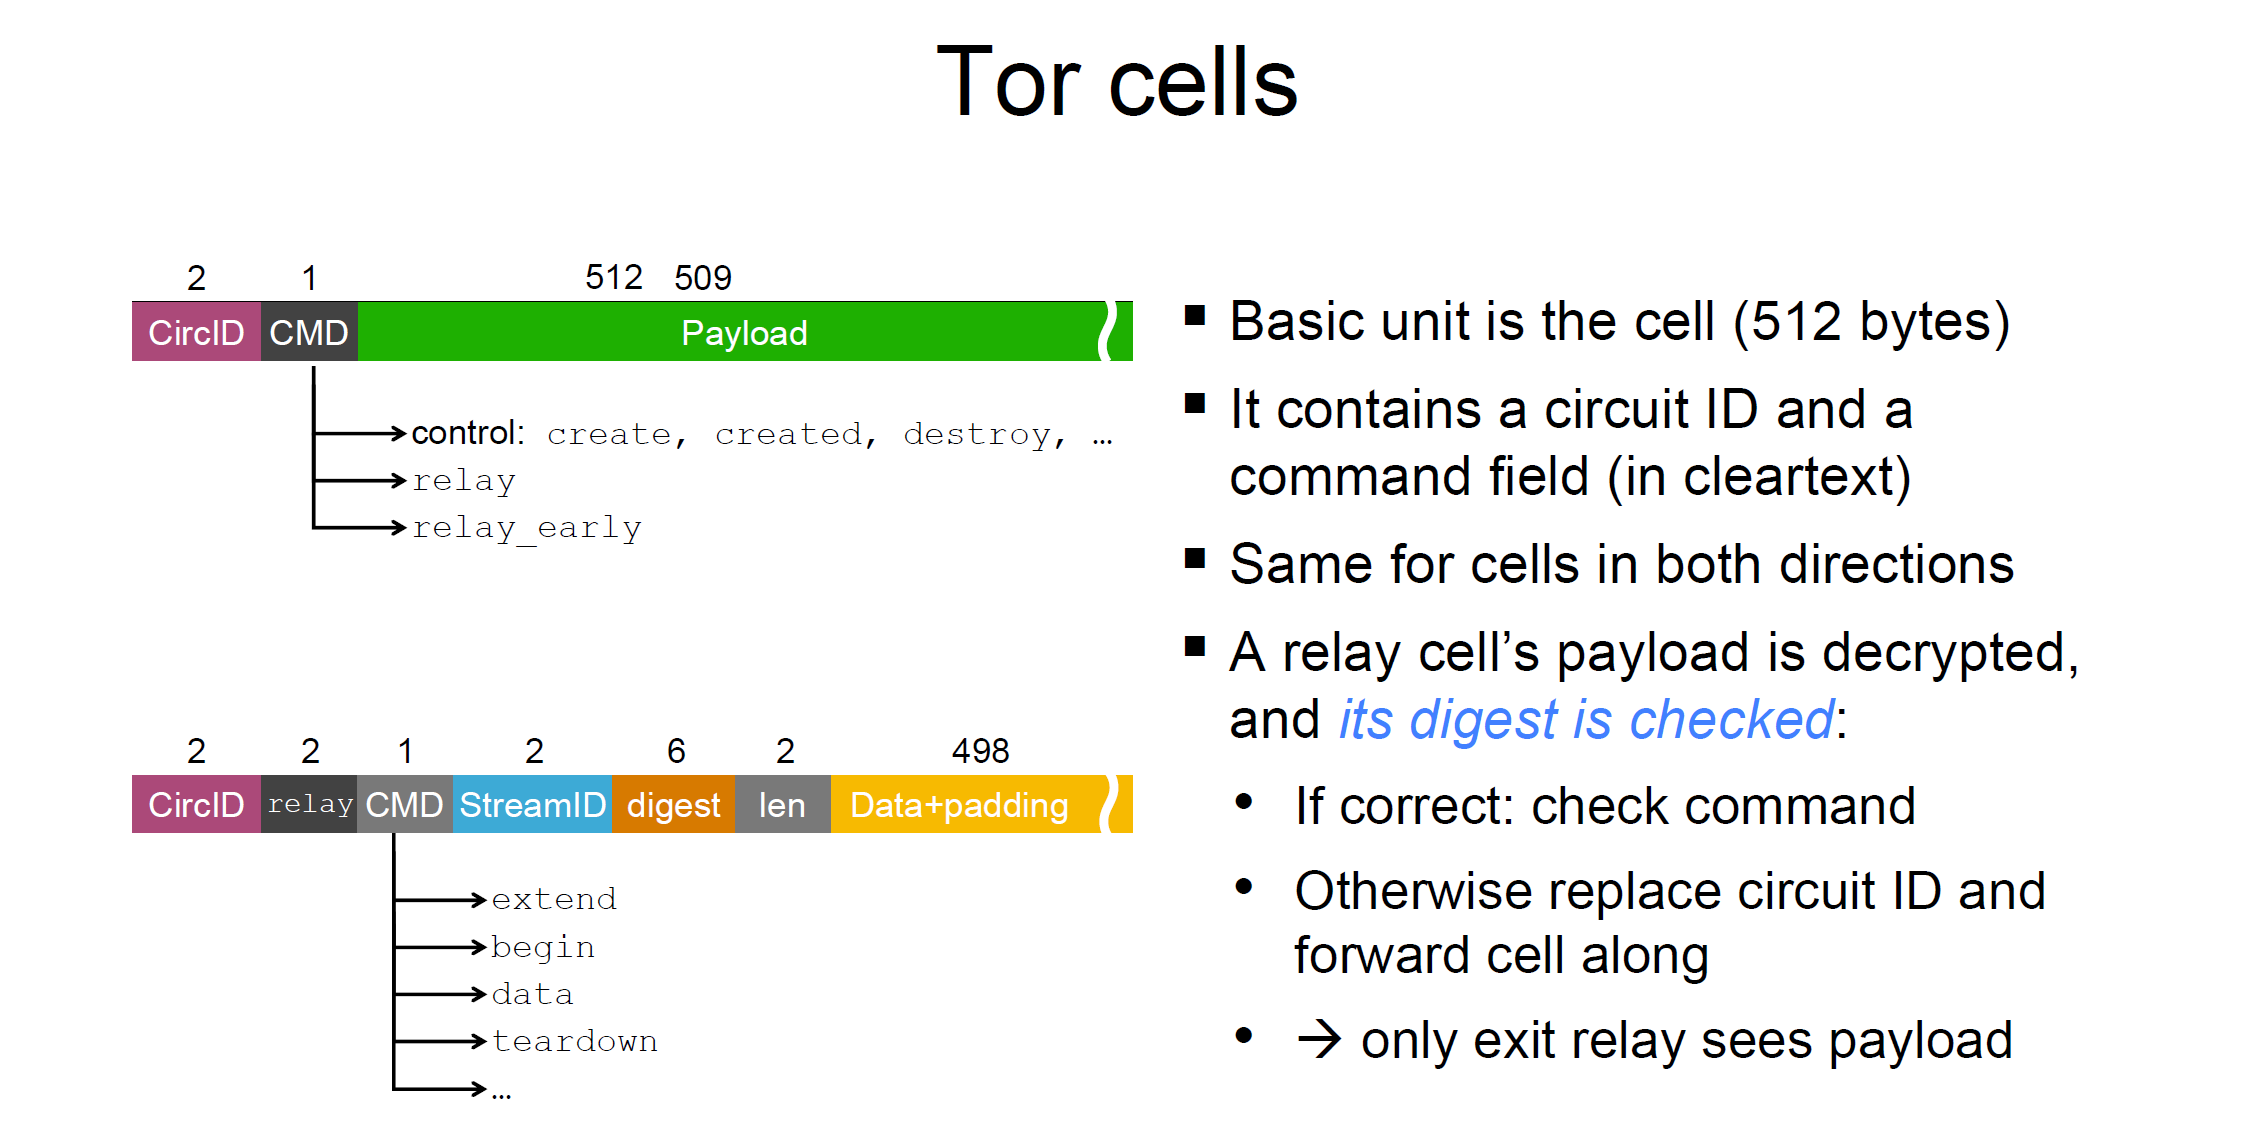 Tor cells
2 1 512 509
CircID CMD Payload
control: create, created, destroy, …
relay
relay_early
2 2 1 2 6 2 498
CircID relay CMD StreamID digest len Data+padding
extend
begin
data
teardown
…
▪ Basic unit is the cell (512 bytes)
▪ It contains a circuit ID and a
command field (in cleartext)
▪ Same for cells in both directions
▪ A relay cell’s payload is decrypted,
and its digest is checked:
• If correct: check command
• Otherwise replace circuit ID and
forward cell along
• → only exit relay sees payload